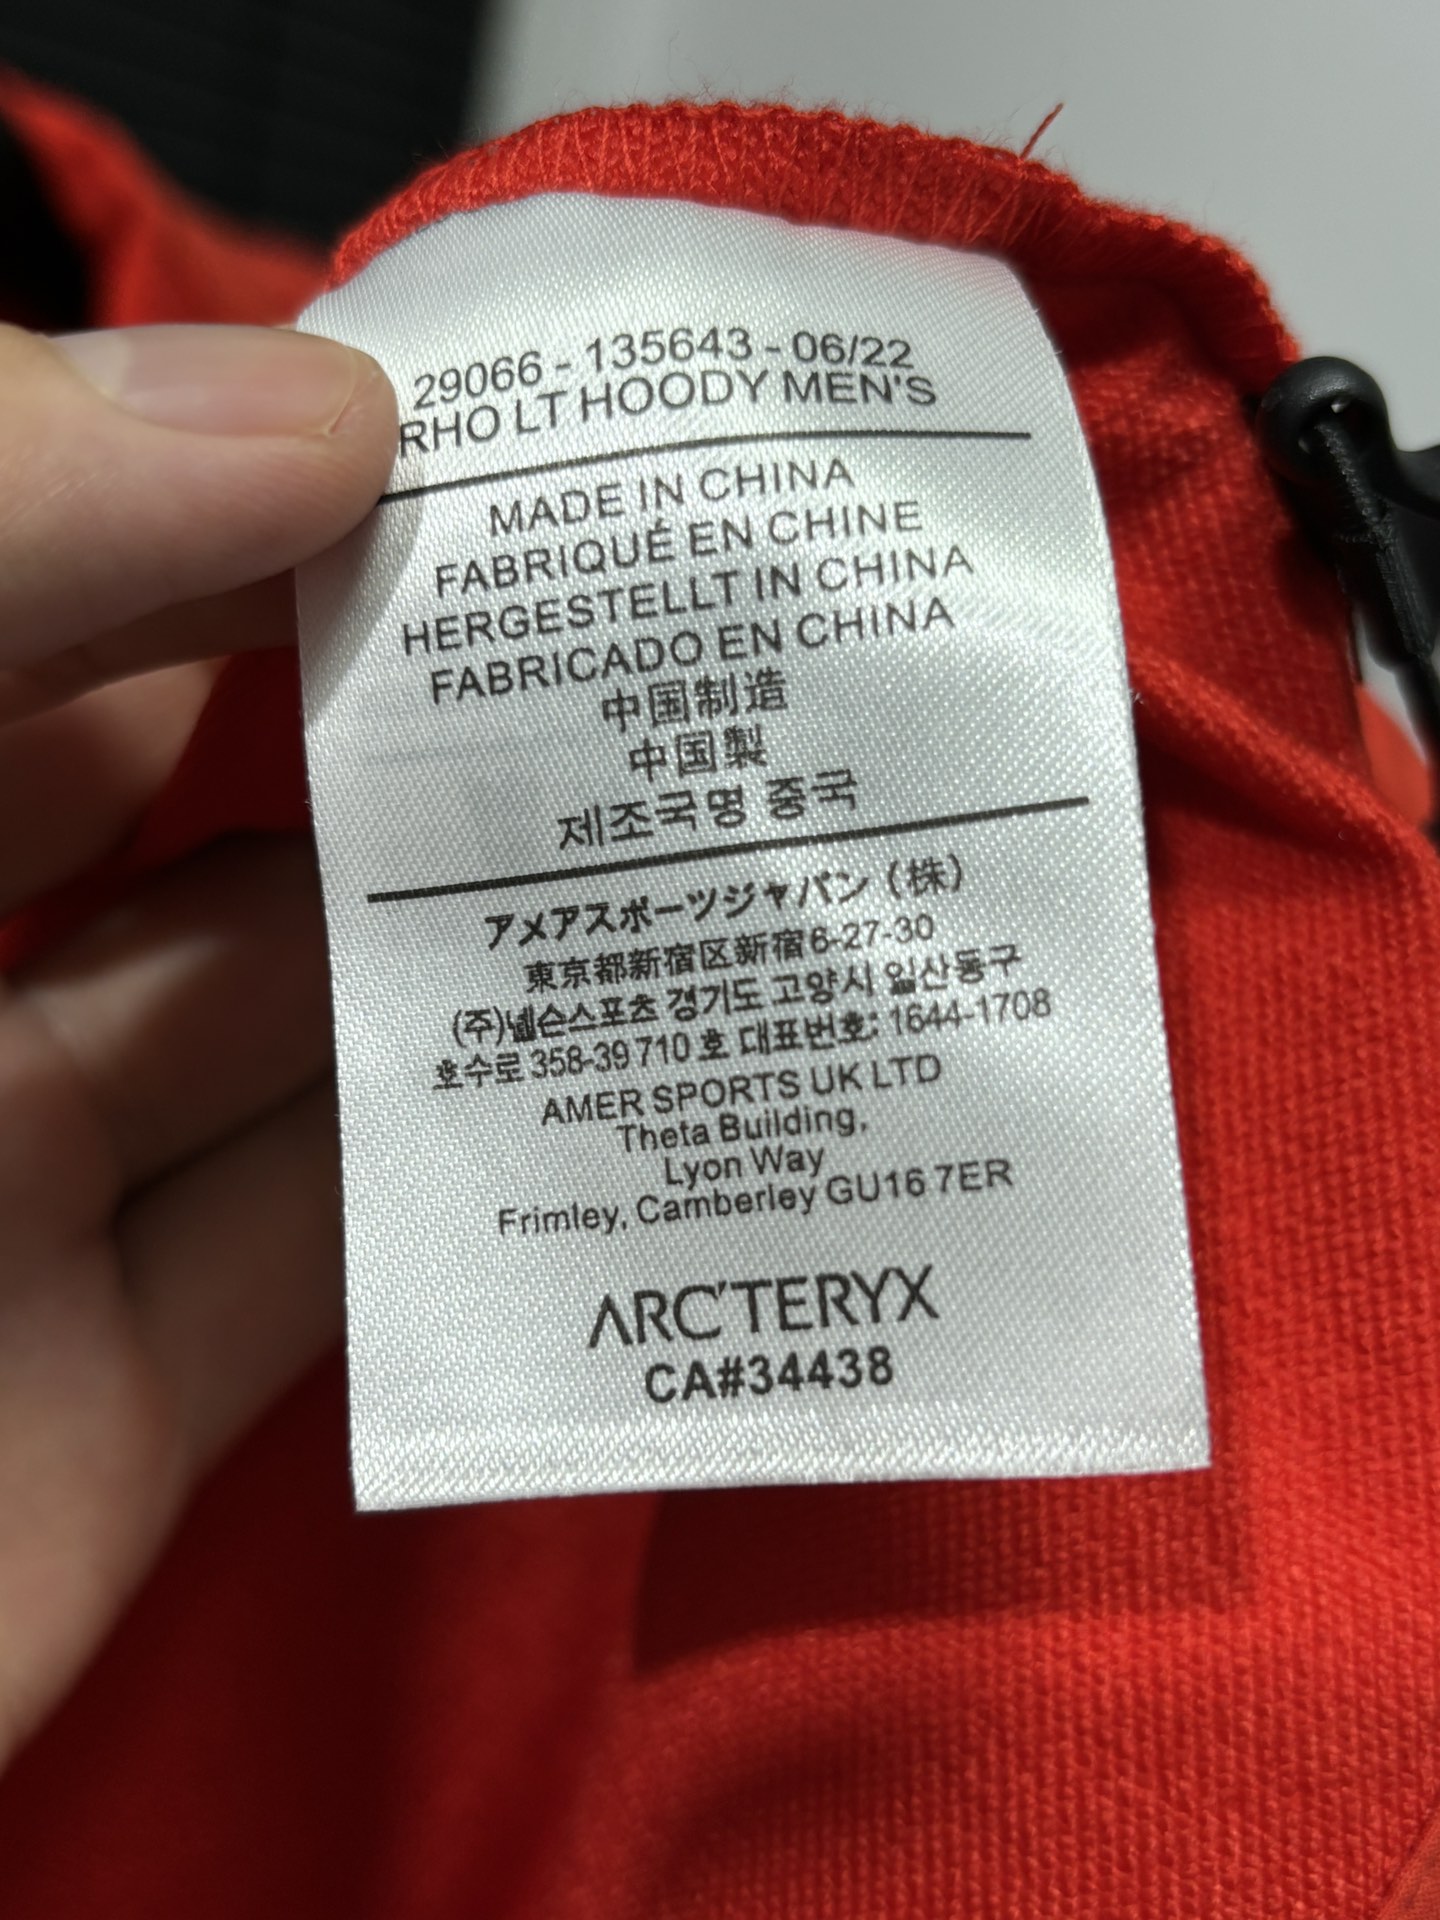 29066 - 135643 - 06/22
RHO LT HOODY MEN'S
MADE IN CHINA
FABRIQUÉ EN CHINE
HERGESTELLT IN CHINA
FABRICADO EN CHINA
中国制造
中国製
제조국명 중국
アメアスポーツジャパン（株）
東京都新宿区新宿6-27-30
(주)넬슨스포츠 경기도 고양시 일산동구
호수로 358-39 710 호 대표번호: 1644-1708
AMER SPORTS UK LTD
Theta Building,
Lyon Way
Frimley, Camberley GU16 7ER
ARC'TERYX
CA#34438